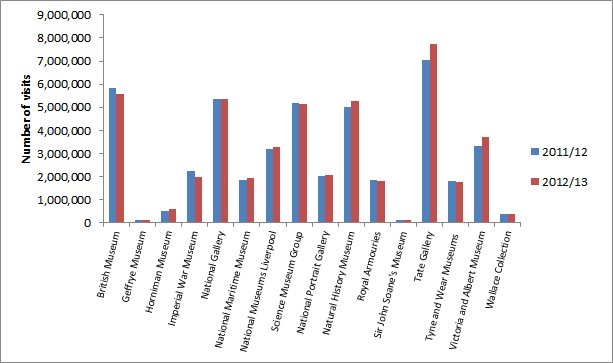 9,000,000
8,000,000
7,000,000
6,000,000
5,000,000
4,000,000
3,000,000
2,000,000
1,000,000
0
Number of visits
British Museum
Geffrye Museum
Horniman Museum
Imperial War Museum
National Gallery
National Maritime Museum
National Museums Liverpool
Science Museum Group
National Portrait Gallery
Natural History Museum
Royal Armouries
Sir John Soane's Museum
Tate Gallery
Tyne and Wear Museums
Victoria and Albert Museum
Wallace Collection
2011/12
2012/13